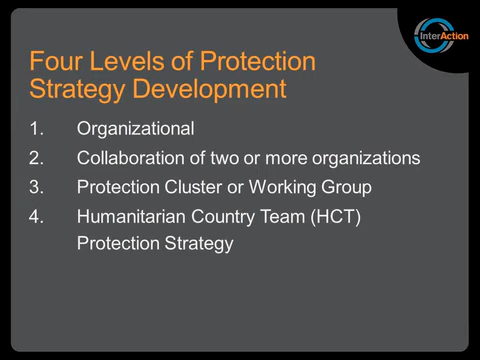 InterAction
Four Levels of Protection
Strategy Development
1. Organizational
2. Collaboration of two or more organizations
3. Protection Cluster or Working Group
4. Humanitarian Country Team (HCT)
Protection Strategy